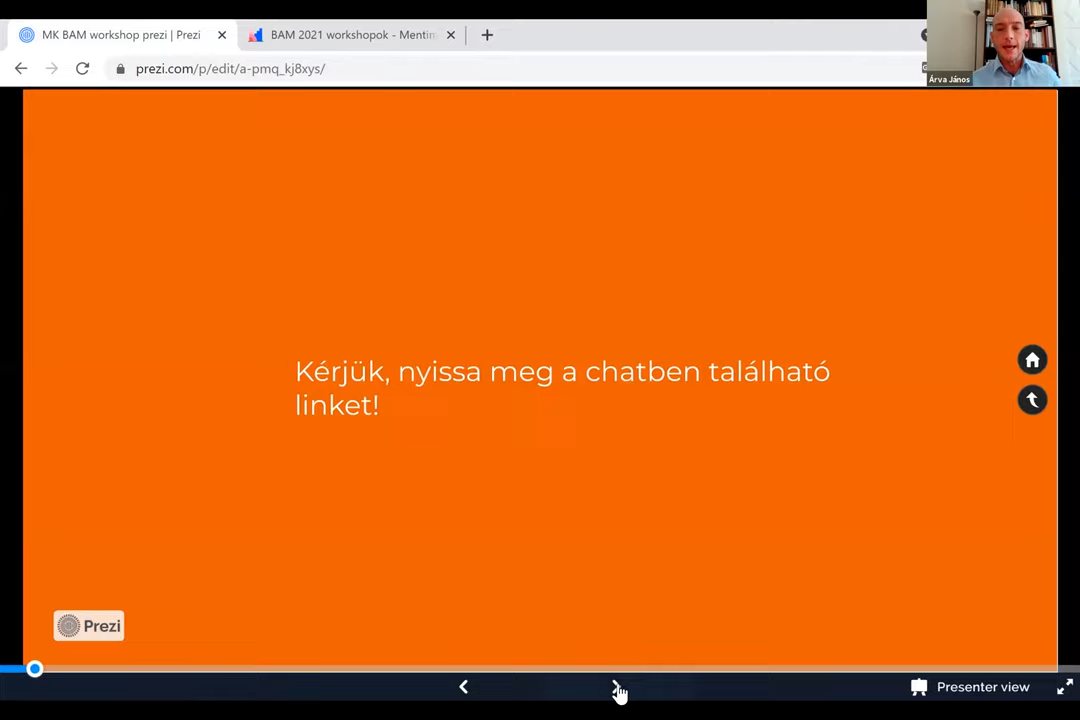 MK BAM workshop prezi | Prezi
BAM 2021 workshopok - Mentim
prezi.com/p/edit/a-pmq_kj8xys/
Árva János
Kérjük, nyissa meg a chatben található
linket!
Prezi
Presenter view